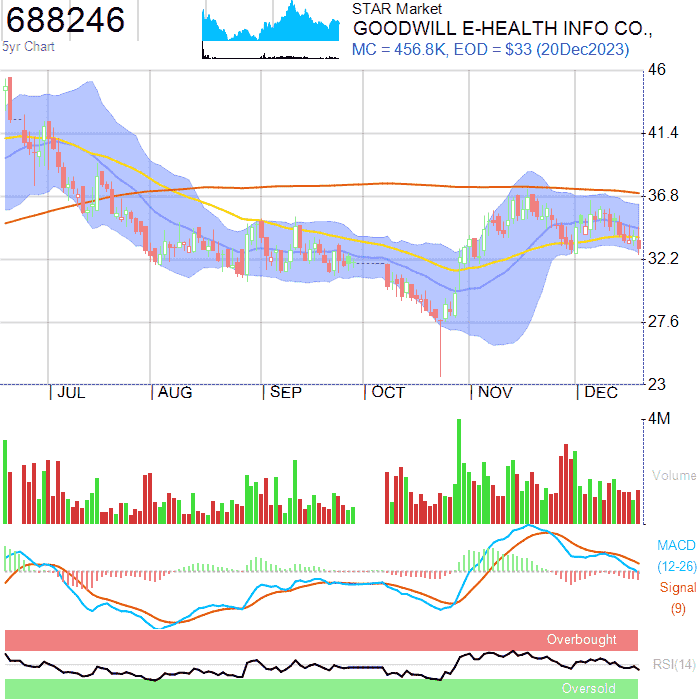 688246
5yr Chart
STAR Market
GOODWILL E-HEALTH INFO CO.,
MC = 456.8K, EOD = $33 (20Dec2023)
46
41.4
36.8
32.2
27.6
23
JUL
AUG
SEP
OCT
NOV
DEC
4M
Volume
MACD
(12-26)
Signal
(9)
Overbought
RSI(14)
Oversold